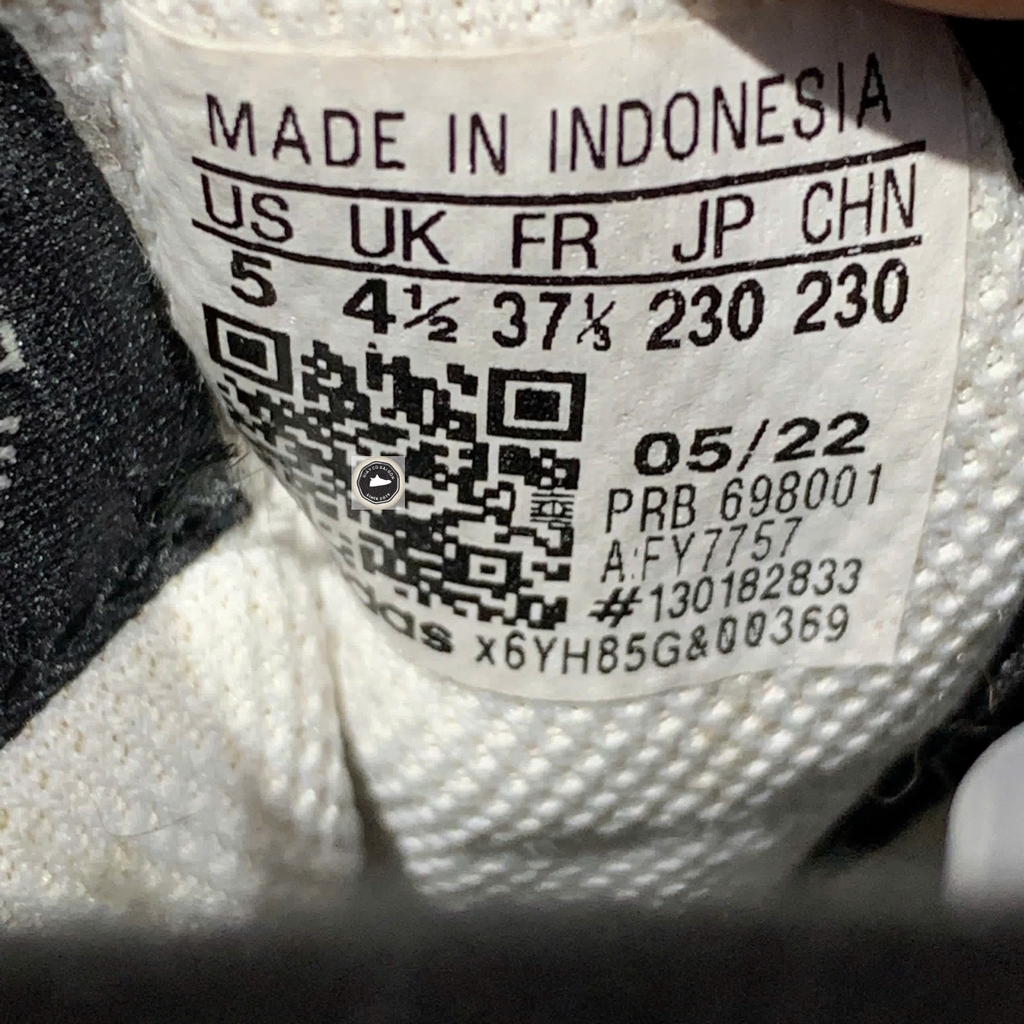 MADE IN INDONESIA
US UK FR JP CHN
5 4½ 37⅓ 230 230
05/22
PRB 698001
A:FY7757
#130182833
x6YH85G&00369